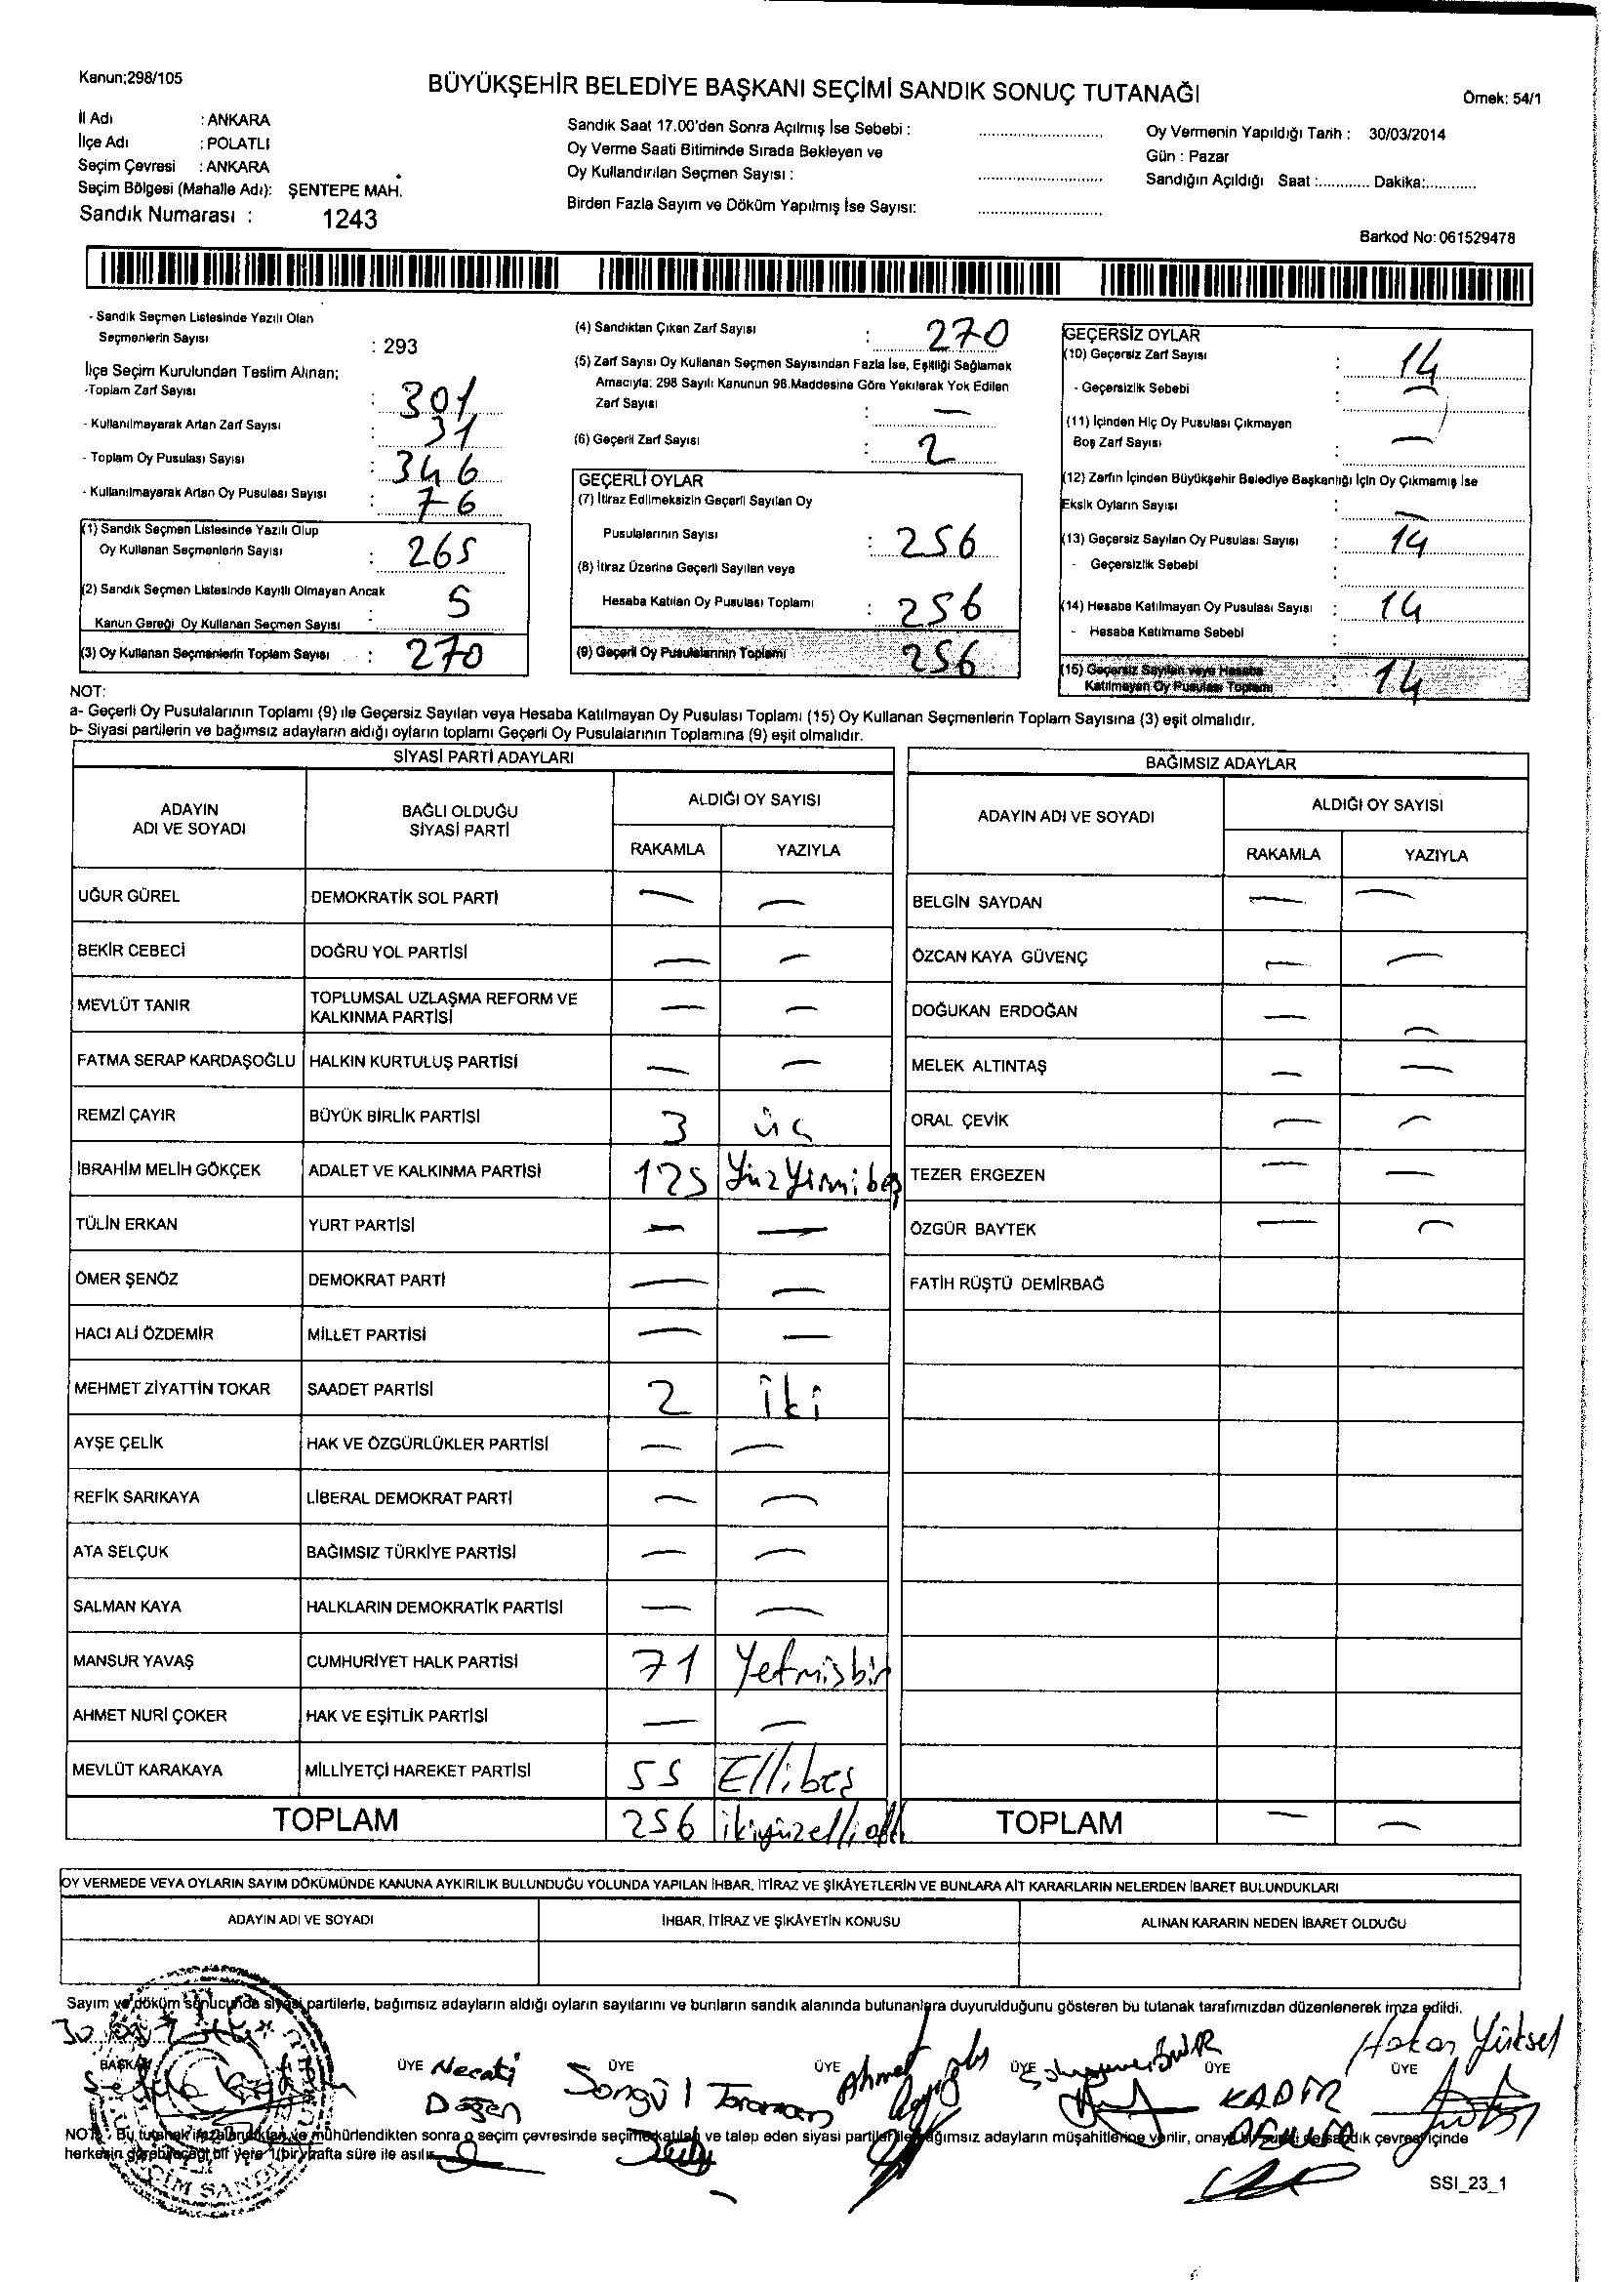 Kanun;298/105
BÜYÜKŞEHİR BELEDİYE BAŞKANI SEÇİMİ SANDIK SONUÇ TUTANAĞI
Örnek: 54/1
İl Adı : ANKARA
İlçe Adı : POLATLI
Seçim Çevresi : ANKARA
Seçim Bölgesi (Mahalle Adı): ŞENTEPE MAH.
Sandık Numarası : 1243
Sandık Saat 17.00'den Sonra Açılmış İse Sebebi :
Oy Verme Saati Bitiminde Sırada Bekleyen ve
Oy Kullandırılan Seçmen Sayısı :
Birden Fazla Sayım ve Döküm Yapılmış İse Sayısı:
Oy Vermenin Yapıldığı Tarih : 30/03/2014
Gün : Pazar
Sandığın Açıldığı Saat :............ Dakika:............
Barkod No: 061529478
- Sandık Seçmen Listesinde Yazılı Olan
Seçmenlerin Sayısı : 293
İlçe Seçim Kurulundan Teslim Alınan;
-Toplam Zarf Sayısı : 301
- Kullanılmayarak Artan Zarf Sayısı : 31
- Toplam Oy Pusulası Sayısı : 346
- Kullanılmayarak Artan Oy Pusulası Sayısı : 76
(1) Sandık Seçmen Listesinde Yazılı Olup
Oy Kullanan Seçmenlerin Sayısı : 265
(2) Sandık Seçmen Listesinde Kayıtlı Olmayan Ancak
Kanun Gereği Oy Kullanan Seçmen Sayısı : 5
(3) Oy Kullanan Seçmenlerin Toplam Sayısı : 270
(4) Sandıktan Çıkan Zarf Sayısı : 270
(5) Zarf Sayısı Oy Kullanan Seçmen Sayısından Fazla İse, Eşitliği Sağlamak
Amacıyla; 298 Sayılı Kanunun 98.Maddesine Göre Yakılarak Yok Edilen
Zarf Sayısı : —
(6) Geçerli Zarf Sayısı : 2
GEÇERLİ OYLAR
(7) İtiraz Edilmeksizin Geçerli Sayılan Oy
Pusulalarının Sayısı : 256
(8) İtiraz Üzerine Geçerli Sayılan veya
Hesaba Katılan Oy Pusulası Toplamı : 256
(9) Geçerli Oy Pusulalarının Toplamı 256
GEÇERSİZ OYLAR
(10) Geçersiz Zarf Sayısı : 14
- Geçersizlik Sebebi : —
(11) İçinden Hiç Oy Pusulası Çıkmayan
Boş Zarf Sayısı : —
(12) Zarfın İçinden Büyükşehir Belediye Başkanlığı İçin Oy Çıkmamış İse
Eksik Oyların Sayısı : —
(13) Geçersiz Sayılan Oy Pusulası Sayısı : 14
- Geçersizlik Sebebi :
(14) Hesaba Katılmayan Oy Pusulası Sayısı : 14
- Hesaba Katılmama Sebebi :
(15) Geçersiz Sayılan veya Hesaba
Katılmayan Oy Pusulası Toplamı : 14
NOT:
a- Geçerli Oy Pusulalarının Toplamı (9) ile Geçersiz Sayılan veya Hesaba Katılmayan Oy Pusulası Toplamı (15) Oy Kullanan Seçmenlerin Toplam Sayısına (3) eşit olmalıdır.
b- Siyasi partilerin ve bağımsız adayların aldığı oyların toplamı Geçerli Oy Pusulalarının Toplamına (9) eşit olmalıdır.
SİYASİ PARTİ ADAYLARI
ADAYIN ADI VE SOYADI BAĞLI OLDUĞU SİYASİ PARTİ ALDIĞI OY SAYISI
RAKAMLA YAZIYLA
UĞUR GÜREL DEMOKRATİK SOL PARTİ — —
BEKİR CEBECİ DOĞRU YOL PARTİSİ — —
MEVLÜT TANIR TOPLUMSAL UZLAŞMA REFORM VE KALKINMA PARTİSİ — —
FATMA SERAP KARDAŞOĞLU HALKIN KURTULUŞ PARTİSİ — —
REMZİ ÇAYIR BÜYÜK BİRLİK PARTİSİ 3 üç
İBRAHİM MELİH GÖKÇEK ADALET VE KALKINMA PARTİSİ 125 Yüzyirmibeş
TÜLİN ERKAN YURT PARTİSİ — —
ÖMER ŞENÖZ DEMOKRAT PARTİ — —
HACI ALİ ÖZDEMİR MİLLET PARTİSİ — —
MEHMET ZİYATTİN TOKAR SAADET PARTİSİ 2 iki
AYŞE ÇELİK HAK VE ÖZGÜRLÜKLER PARTİSİ — —
REFİK SARIKAYA LİBERAL DEMOKRAT PARTİ — —
ATA SELÇUK BAĞIMSIZ TÜRKİYE PARTİSİ — —
SALMAN KAYA HALKLARIN DEMOKRATİK PARTİSİ — —
MANSUR YAVAŞ CUMHURİYET HALK PARTİSİ 71 Yetmisbir
AHMET NURİ ÇOKER HAK VE EŞİTLİK PARTİSİ — —
MEVLÜT KARAKAYA MİLLİYETÇİ HAREKET PARTİSİ 55 Ellibeş
TOPLAM 256 ikiyüzellialtı
BAĞIMSIZ ADAYLAR
ADAYIN ADI VE SOYADI ALDIĞI OY SAYISI
RAKAMLA YAZIYLA
BELGİN SAYDAN — —
ÖZCAN KAYA GÜVENÇ — —
DOĞUKAN ERDOĞAN — —
MELEK ALTINTAŞ — —
ORAL ÇEVİK — —
TEZER ERGEZEN — —
ÖZGÜR BAYTEK — —
FATİH RÜŞTÜ DEMİRBAĞ
TOPLAM — —
OY VERMEDE VEYA OYLARIN SAYIM DÖKÜMÜNDE KANUNA AYKIRILIK BULUNDUĞU YOLUNDA YAPILAN İHBAR, İTİRAZ VE ŞİKÂYETLERİN VE BUNLARA AİT KARARLARIN NELERDEN İBARET BULUNDUKLARI
ADAYIN ADI VE SOYADI İHBAR, İTİRAZ VE ŞİKÂYETİN KONUSU ALINAN KARARIN NEDEN İBARET OLDUĞU
Sayım ve döküm sonucunda siyasi partilerle, bağımsız adayların aldığı oyların sayılarını ve bunların sandık alanında bulunanlara duyurulduğunu gösteren bu tutanak tarafımızdan düzenlenerek imza edildi.
BAŞKAN ÜYE ÜYE ÜYE ÜYE ÜYE ÜYE
Necati Doğan
Songül Toraman
Ahmet
KADİR
Hakan Yüksel
NOT : Bu tutanak imzalandıktan ve mühürlendikten sonra o seçim çevresinde seçime katılan ve talep eden siyasi partiler ile bağımsız adayların müşahitlerine verilir, sandık çevresi içinde
herkesin görebileceği bir yere 1(bir) hafta süre ile asılır.
SSI_23_1